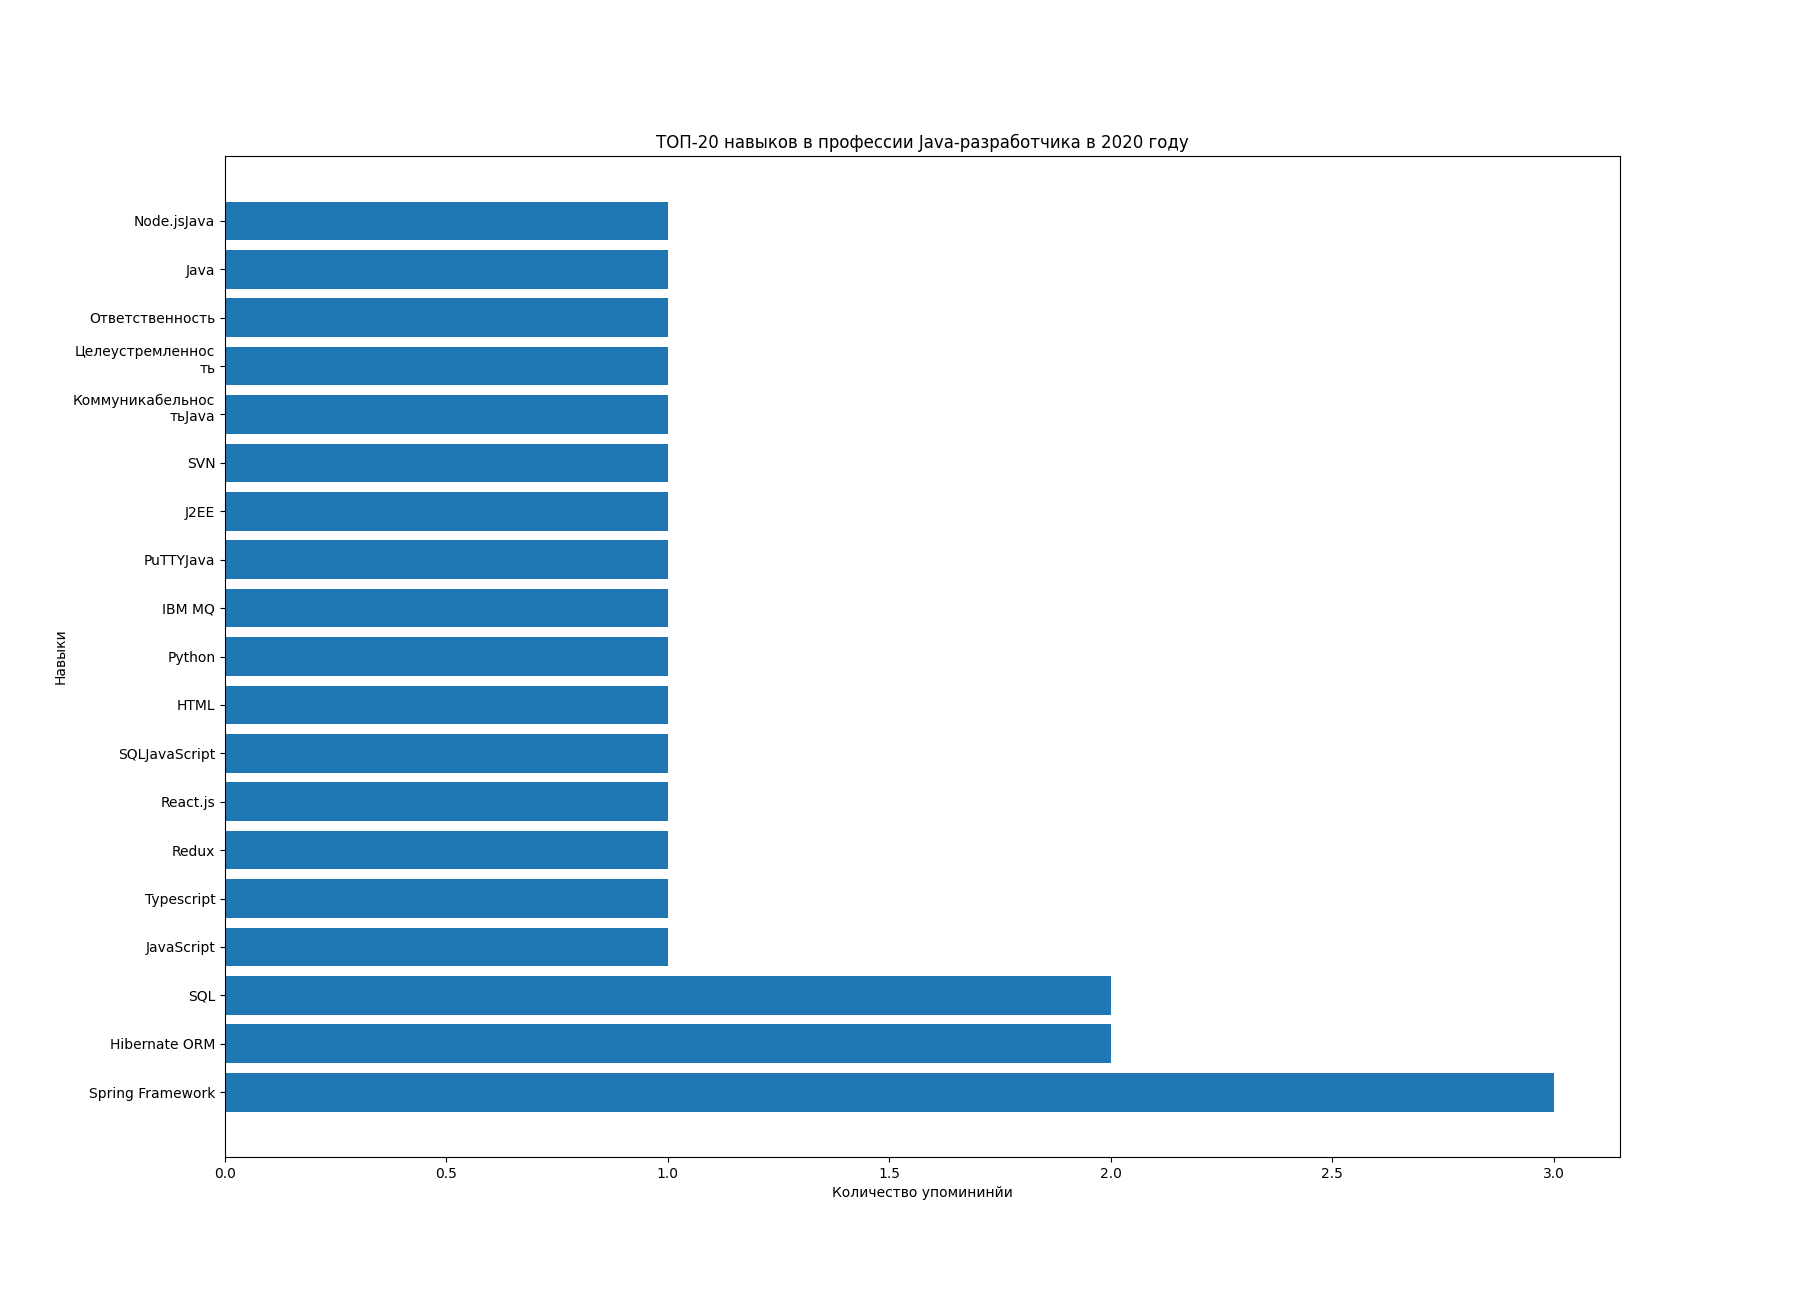 ТОП-20 навыков в профессии Java-разработчика в 2020 году
Node.jsJava
Java
Ответственность
Целеустремленнос
ть
Коммуникабельнос
тьJava
SVN
J2EE
PuTTYJava
IBM MQ
Python
HTML
SQLJavaScript
React.js
Redux
Typescript
JavaScript
SQL
Hibernate ORM
Spring Framework
Навыки
0.0 0.5 1.0 1.5 2.0 2.5 3.0
Количество упомининйи